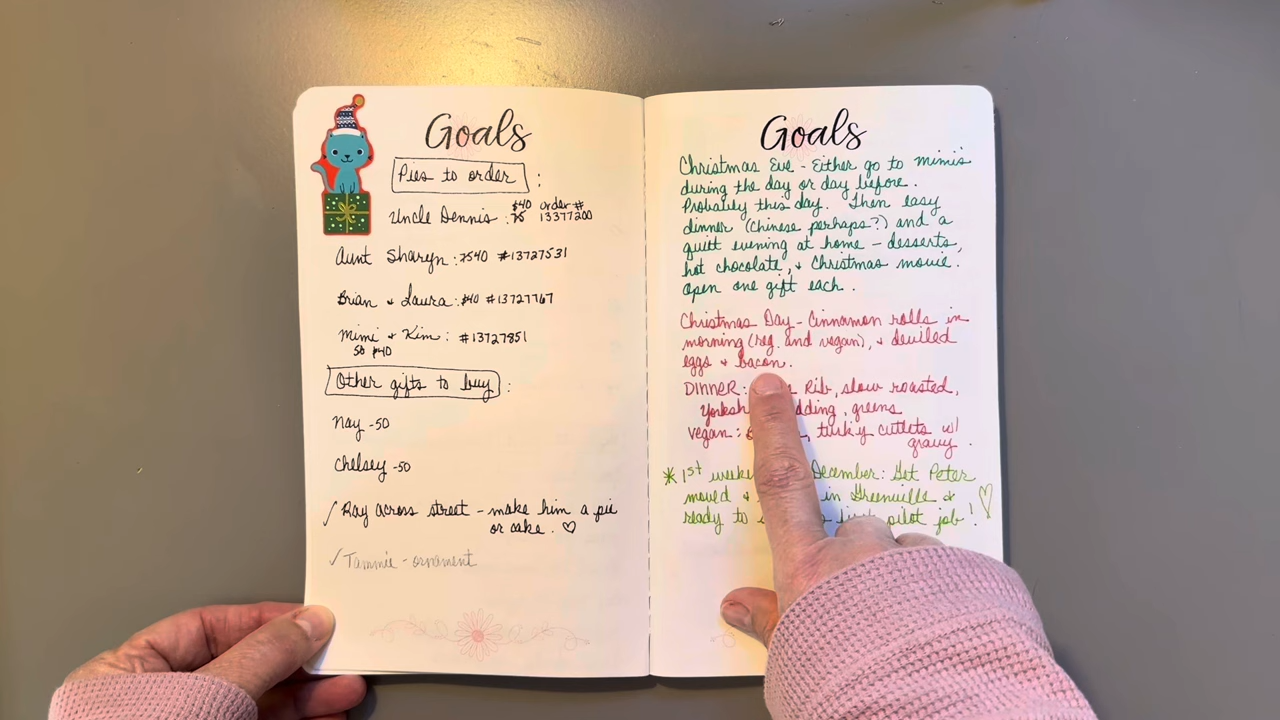 Goals
Pies to order :
$40 order #
Uncle Dennis : 75 13377200
Aunt Sharyn : 7540 #13727531
Brian + Laura : $40 #13727767
Mimi + Kim : #13727851
50 $40
Other gifts to buy :
Nay - 50
Chelsey - 50
✓ Ray across street - make him a pie
or cake. ♡
✓ Tammie - ornament
Goals
Christmas Eve - Either go to mimi's
during the day or day before.
Probably this day. Then easy
dinner (Chinese perhaps?) and a
quiet evening at home - desserts,
hot chocolate, + Christmas movie.
Open one gift each.
Christmas Day - Cinnamon rolls in
morning (reg. and vegan), + deviled
eggs + bacon.
DINNER: Rib, slow roasted,
greens
Vegan: turky cutlets w/
gravy.
* 1st December: Get Peter
moved + in Greenville +
ready to pilot job! ♡